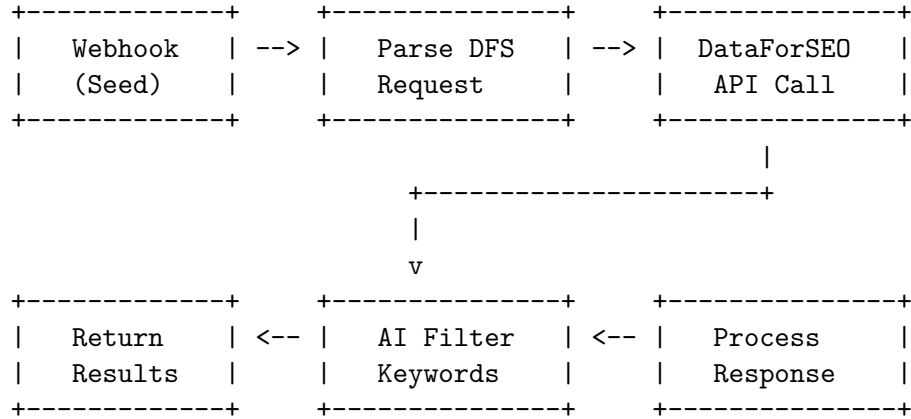 +-------------+     +---------------+     +---------------+
|   Webhook   | --> |   Parse DFS   | --> |  DataForSEO   |
|   (Seed)    |     |   Request     |     |   API Call    |
+-------------+     +---------------+     +---------------+
                                                 |
                          +----------------------+
                          |
                          v
+-------------+     +---------------+     +---------------+
|   Return    | <-- |   AI Filter   | <-- |   Process     |
|   Results   |     |   Keywords    |     |   Response    |
+-------------+     +---------------+     +---------------+